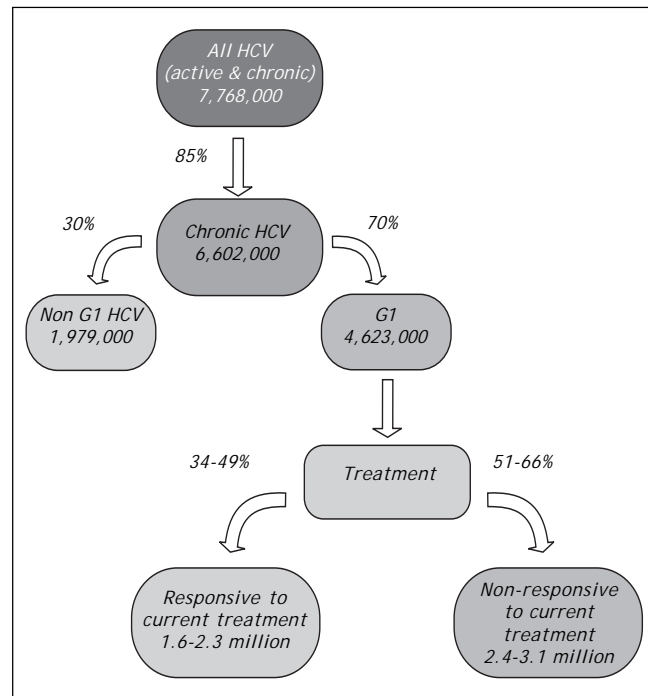 All HCV
(active & chronic)
7,768,000
85%
30%
Chronic HCV
6,602,000
70%
Non G1 HCV
1,979,000
G1
4,623,000
34-49%
Treatment
51-66%
Responsive to
current treatment
1.6-2.3 million
Non-responsive
to current
treatment
2.4-3.1 million